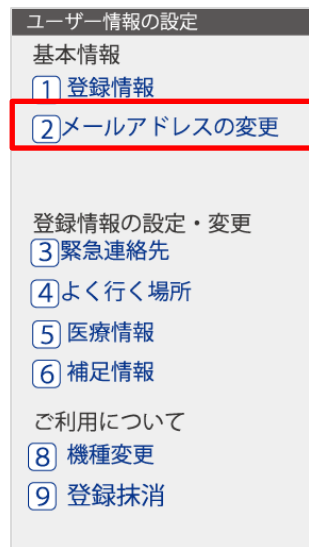 ユーザー情報の設定
基本情報
1 登録情報
2 メールアドレスの変更
登録情報の設定・変更
3 緊急連絡先
4 よく行く場所
5 医療情報
6 補足情報
ご利用について
8 機種変更
9 登録抹消